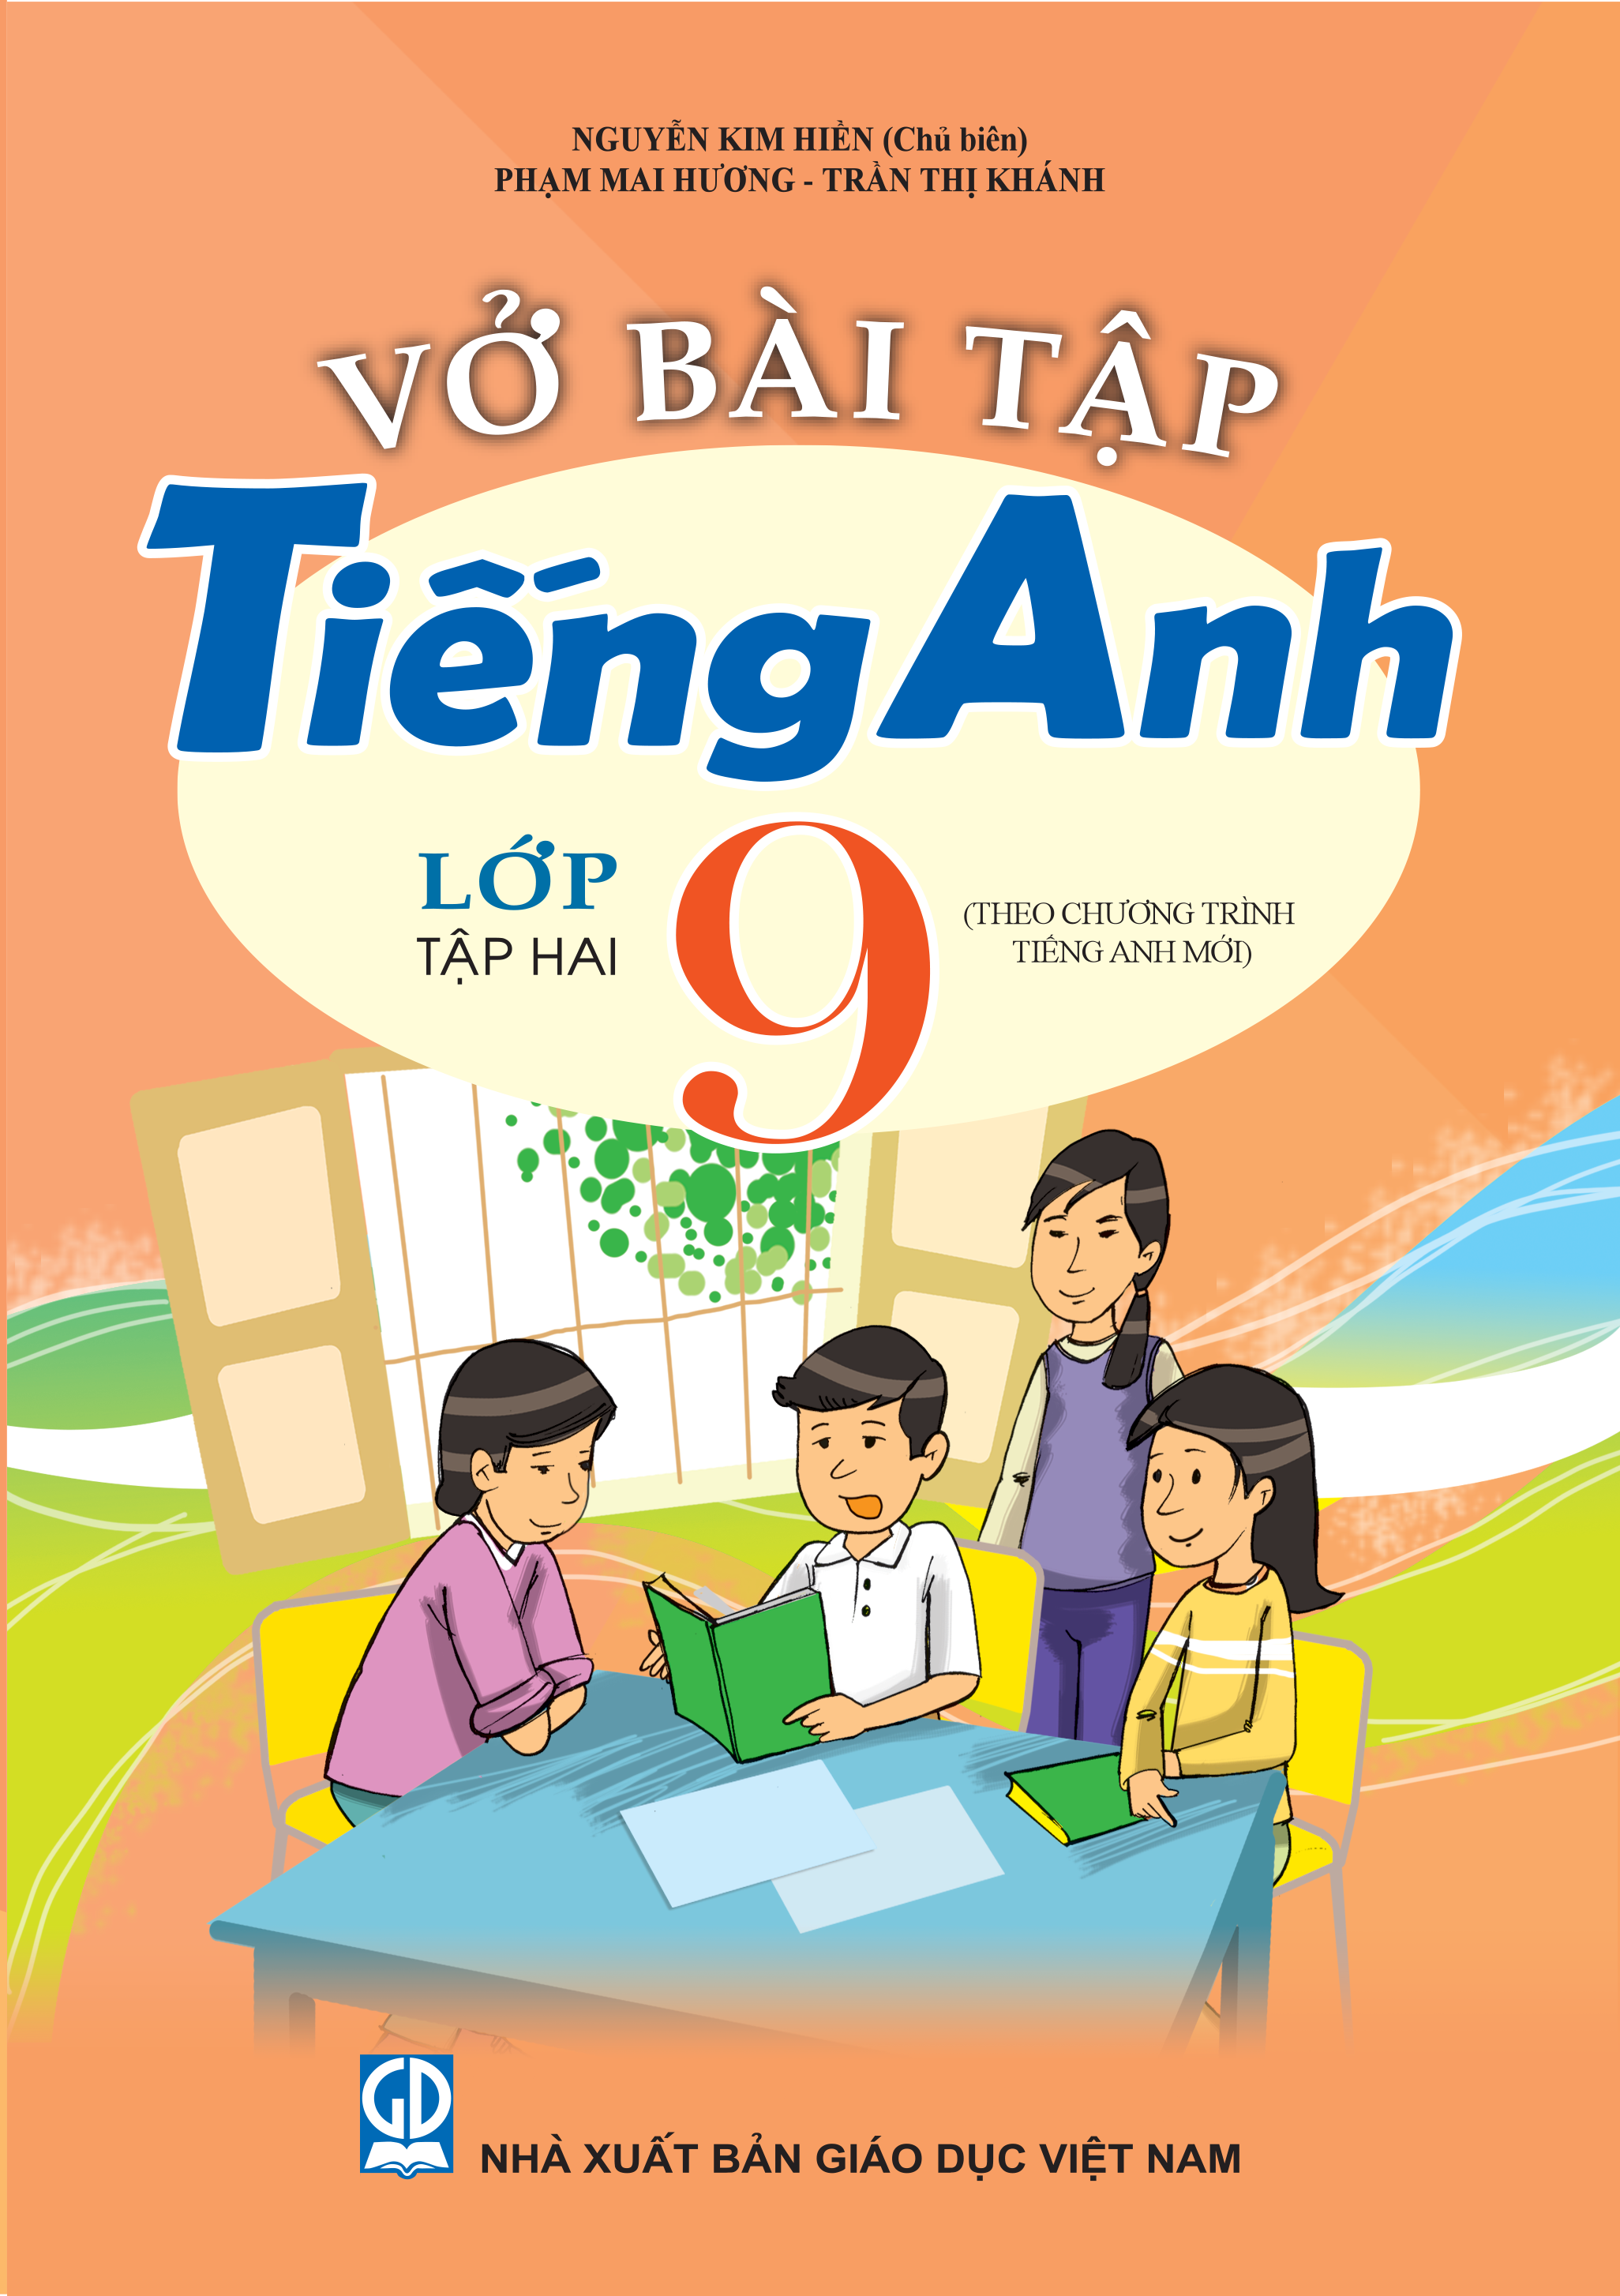 NGUYỄN KIM HIỀN (Chủ biên)
PHẠM MAI HƯƠNG - TRẦN THỊ KHÁNH
VỞ BÀI TẬP
Tiếng Anh
LỚP
TẬP HAI
9
(THEO CHƯƠNG TRÌNH
TIẾNG ANH MỚI)
GD
NHÀ XUẤT BẢN GIÁO DỤC VIỆT NAM